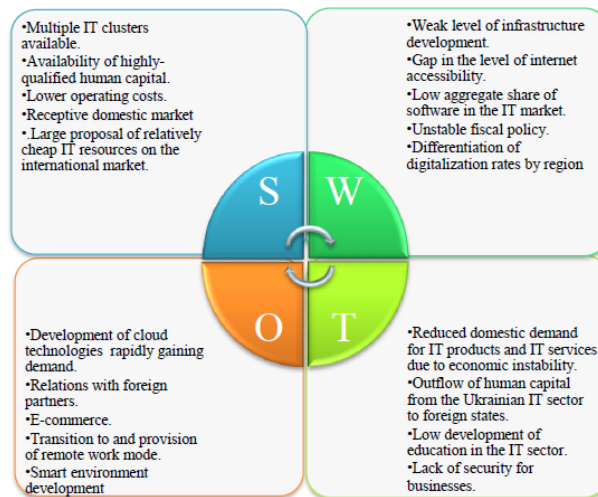 •Multiple IT clusters
available.
•Availability of highly-
qualified human capital.
•Lower operating costs.
•Receptive domestic market
•.Large proposal of relatively
cheap IT resources on the
international market.
•Weak level of infrastructure
development.
•Gap in the level of internet
accessibility.
•Low aggregate share of
software in the IT market.
•Unstable fiscal policy.
•Differentiation of
digitalization rates by region
S
W
O
T
•Development of cloud
technologies rapidly gaining
demand.
•Relations with foreign
partners.
•E-commerce.
•Transition to and provision
of remote work mode.
•Smart environment
development
•Reduced domestic demand
for IT products and IT services
due to economic instability.
•Outflow of human capital
from the Ukrainian IT sector
to foreign states.
•Low development of
education in the IT sector.
•Lack of security for
businesses.